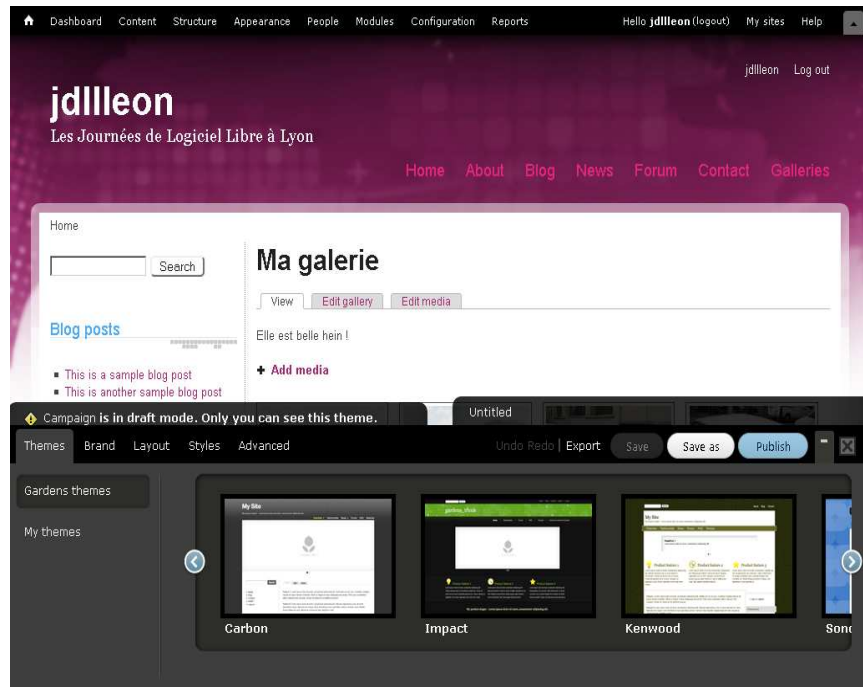 Dashboard Content Structure Appearance People Modules Configuration Reports Hello jdllleon (logout) My sites Help
jdllleon Log out
jdllleon
Les Journées de Logiciel Libre à Lyon
Home About Blog News Forum Contact Galleries
Home
Search
Ma galerie
View Edit gallery Edit media
Blog posts
Elle est belle hein !
This is a sample blog post
Add media
This is another sample blog post
Campaign is in draft mode. Only you can see this theme.
Untitled
Themes Brand Layout Styles Advanced Undo Redo | Export Save Save as Publish
Gardens themes
My themes
My Site
gardens_lifesite
My Site
Carbon Impact Kenwood